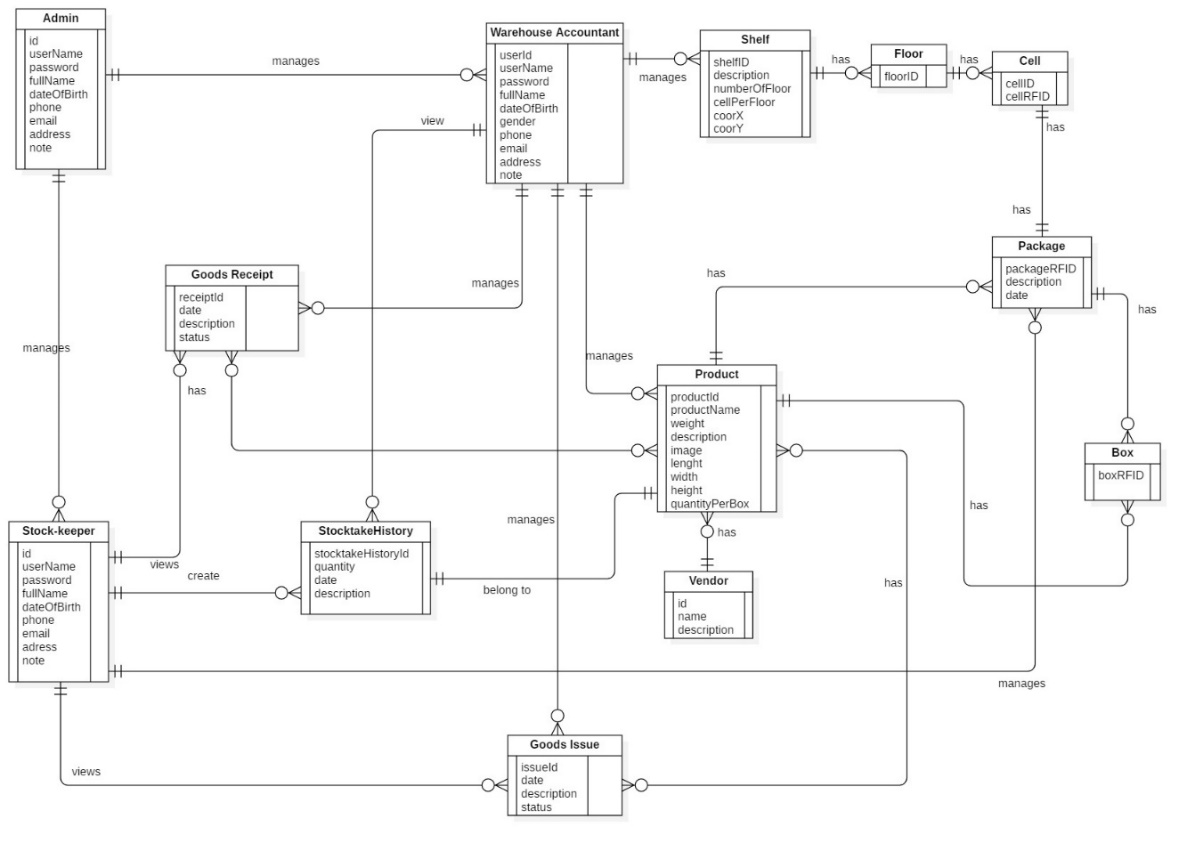 Admin
id
userName
password
fullName
dateOfBirth
phone
email
address
note
manages
Warehouse Accountant
userId
userName
password
fullName
dateOfBirth
gender
phone
email
address
note
manages
Shelf
shelfID
description
numberOfFloor
cellPerFloor
coorX
coorY
has
Floor
floorID
has
Cell
cellID
cellRFID
has
has
view
Package
packageRFID
description
date
has
has
Goods Receipt
receiptId
date
description
status
manages
manages
manages
has
Product
productId
productName
weight
description
image
lenght
width
height
quantityPerBox
Box
boxRFID
has
has
manages
Vendor
id
name
description
Stock-keeper
id
userName
password
fullName
dateOfBirth
phone
email
adress
note
views
create
StocktakeHistory
stocktakeHistoryId
quantity
date
description
belong to
has
manages
views
Goods Issue
issueId
date
description
status